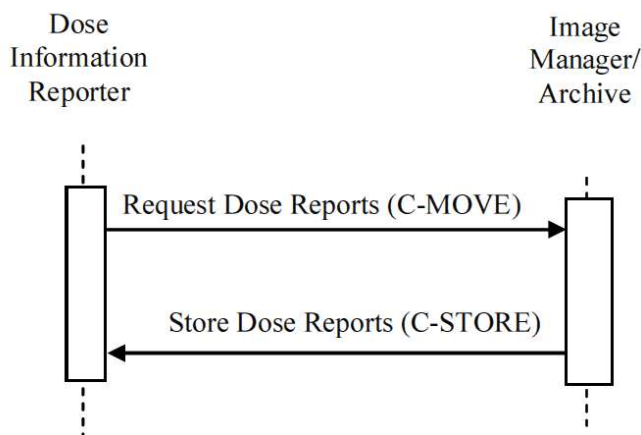 Dose
Information
Reporter
Image
Manager/
Archive
Request Dose Reports (C-MOVE)
Store Dose Reports (C-STORE)